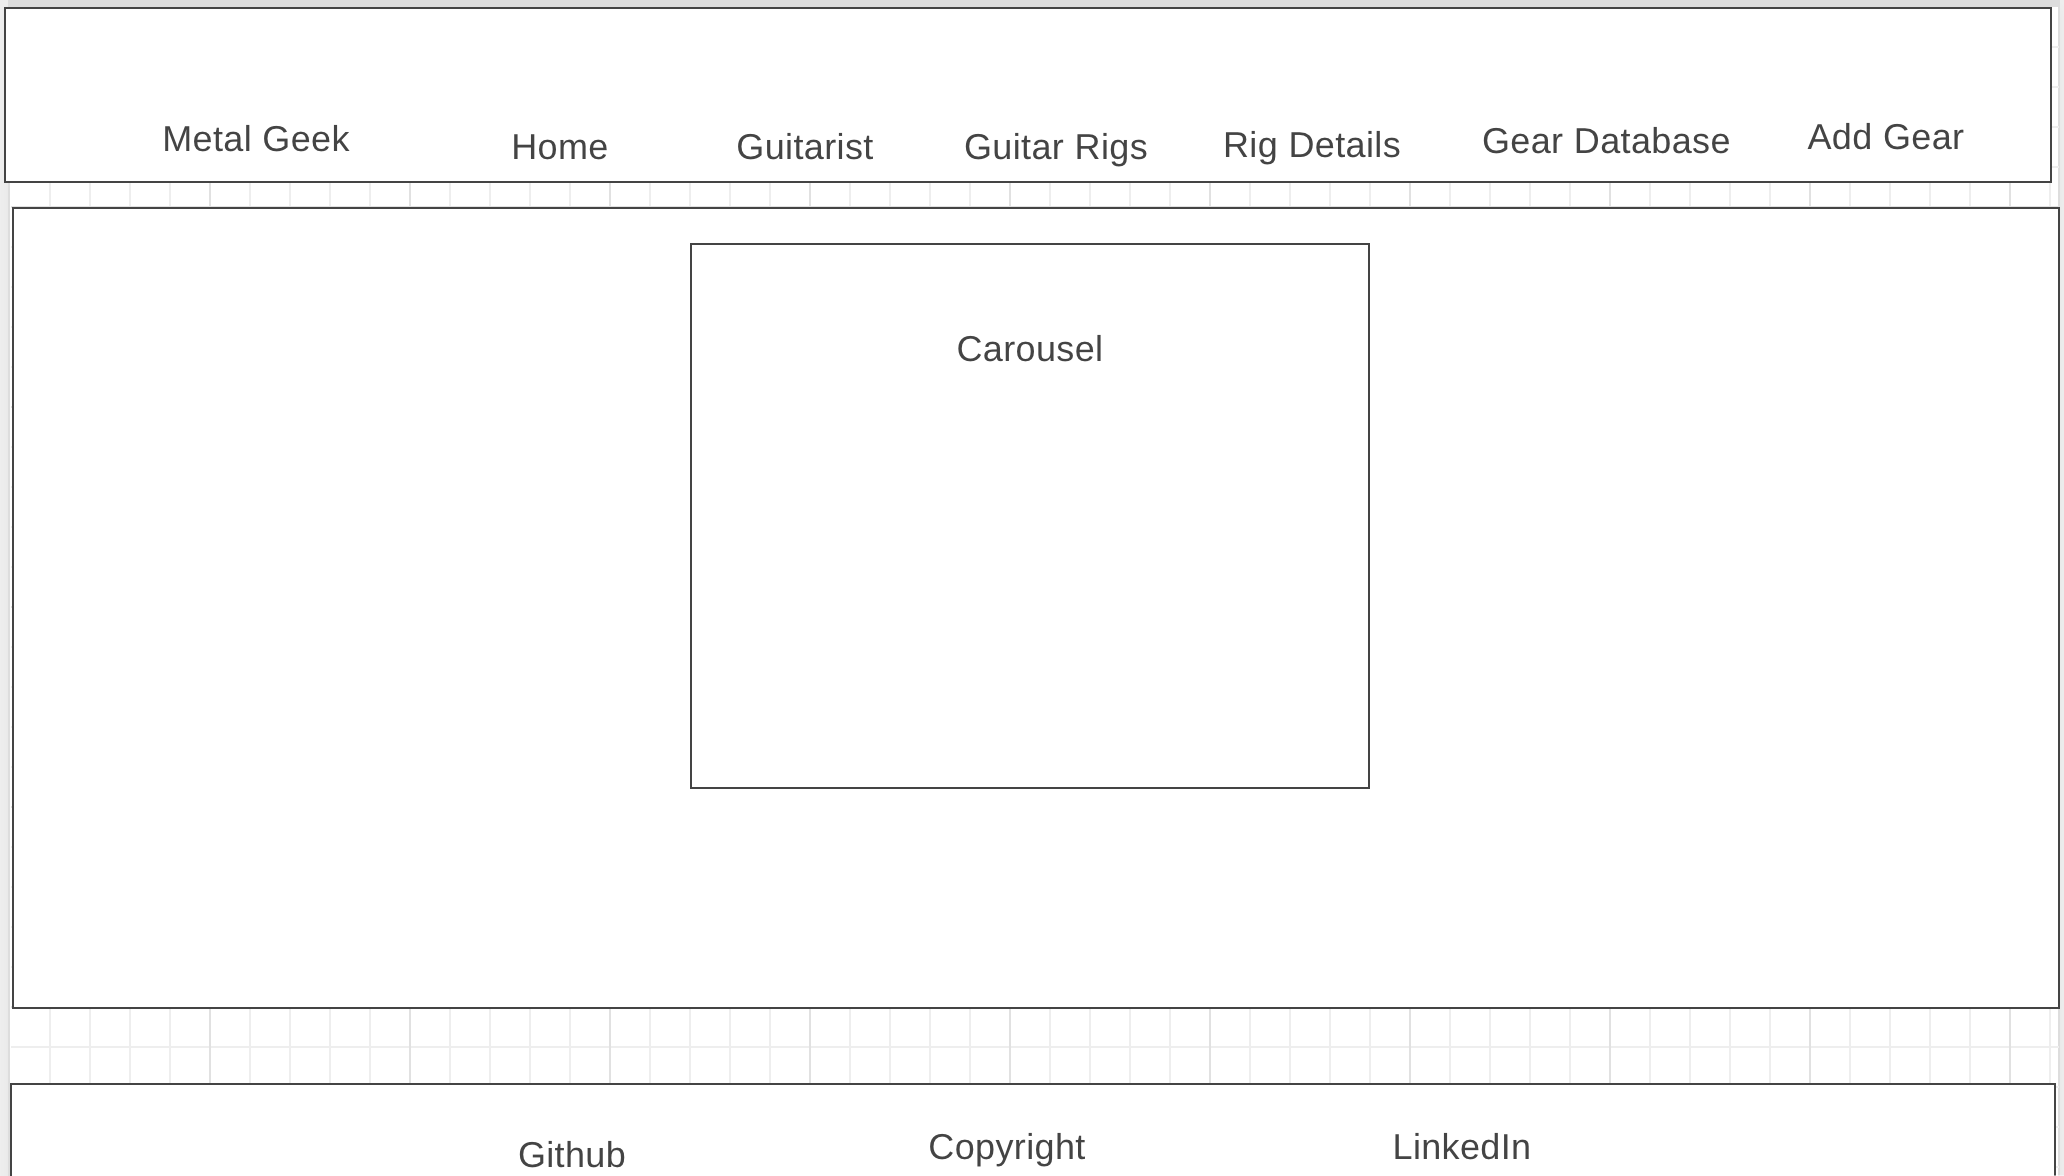 Metal Geek
Home
Guitarist
Guitar Rigs
Rig Details
Gear Database
Add Gear
Carousel
Github
Copyright
LinkedIn